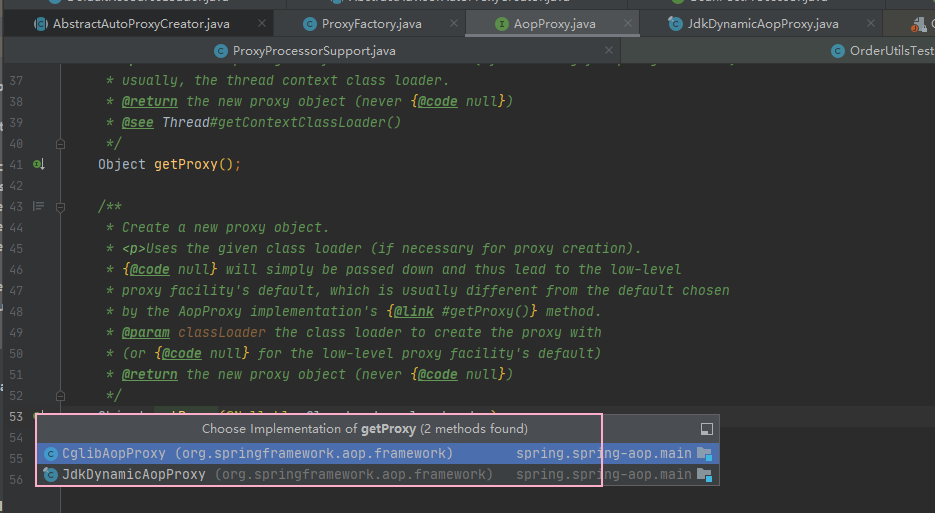 AbstractAutoProxyCreator.java ProxyFactory.java AopProxy.java JdkDynamicAopProxy.java
ProxyProcessorSupport.java OrderUtilsTest
37 * usually, the thread context class loader.
38 * @return the new proxy object (never {@code null})
39 * @see Thread#getContextClassLoader()
40 */
41 Object getProxy();
42
43 /**
44 * Create a new proxy object.
45 * <p>Uses the given class loader (if necessary for proxy creation).
46 * {@code null} will simply be passed down and thus lead to the low-level
47 * proxy facility's default, which is usually different from the default chosen
48 * by the AopProxy implementation's {@link #getProxy()} method.
49 * @param classLoader the class loader to create the proxy with
50 * (or {@code null} for the low-level proxy facility's default)
51 * @return the new proxy object (never {@code null})
52 */
53
54 Choose Implementation of getProxy (2 methods found)
55 CglibAopProxy (org.springframework.aop.framework) spring.spring-aop.main
56 JdkDynamicAopProxy (org.springframework.aop.framework) spring.spring-aop.main